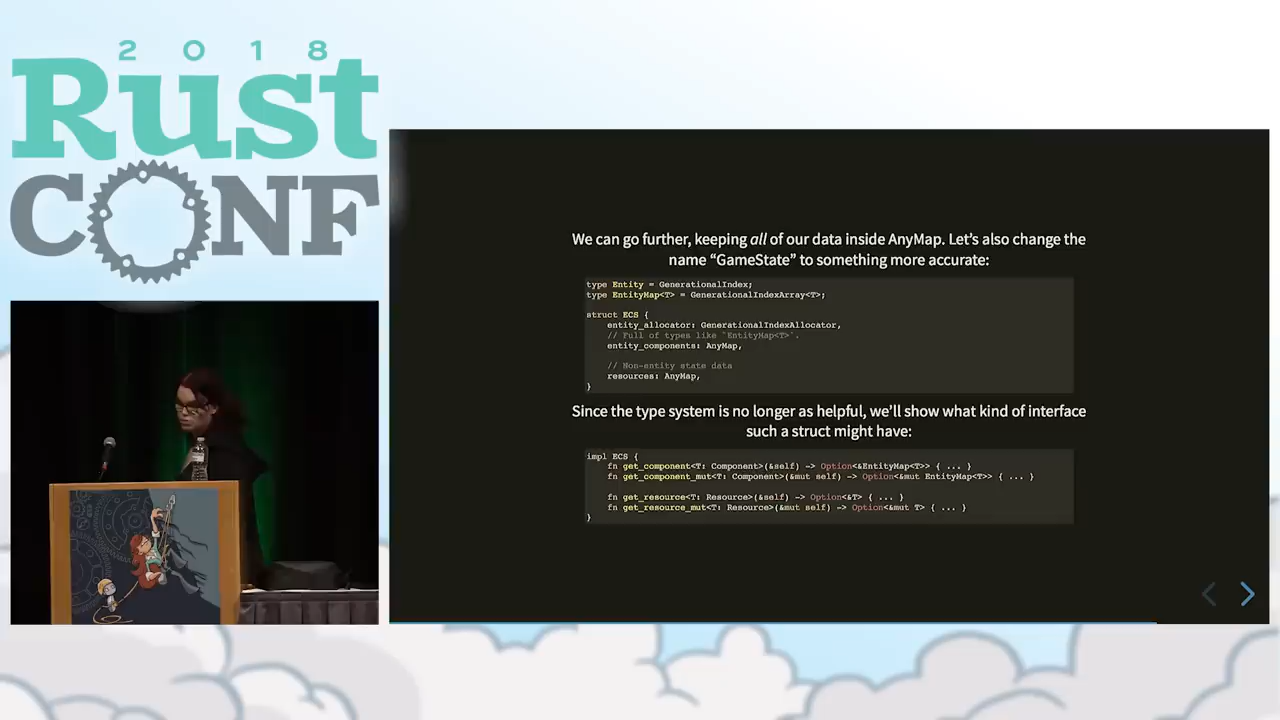 2018
Rust
CONF
We can go further, keeping all of our data inside AnyMap. Let's also change the
name “GameState” to something more accurate:
type Entity = GenerationalIndex;
type EntityMap<T> = GenerationalIndexArray<T>;
struct ECS {
entity_allocator: GenerationalIndexAllocator,
// Full of types like `EntityMap<T>`.
entity_components: AnyMap,
// Non-entity state data
resources: AnyMap,
}
Since the type system is no longer as helpful, we'll show what kind of interface
such a struct might have:
impl ECS {
fn get_component<T: Component>(&self) -> Option<&EntityMap<T>> { ... }
fn get_component_mut<T: Component>(&mut self) -> Option<&mut EntityMap<T>> { ... }
fn get_resource<T: Resource>(&self) -> Option<&T> { ... }
fn get_resource_mut<T: Resource>(&mut self) -> Option<&mut T> { ... }
}